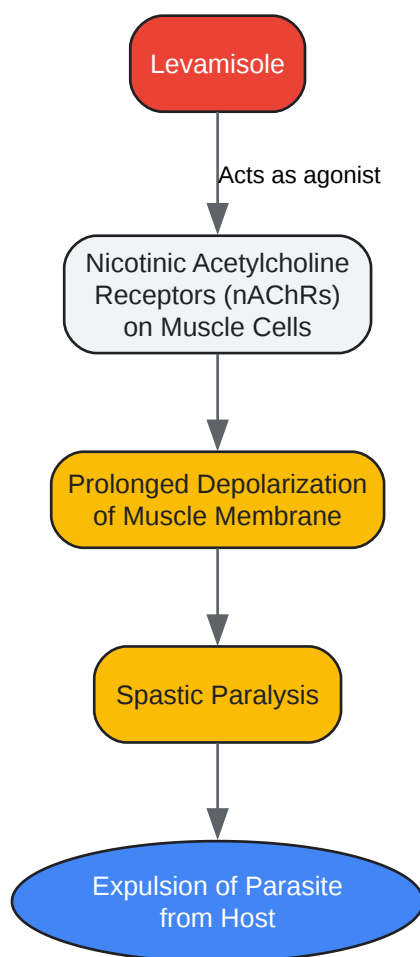 Levamisole
Acts as agonist
Nicotinic Acetylcholine
Receptors (nAChRs)
on Muscle Cells
Prolonged Depolarization
of Muscle Membrane
Spastic Paralysis
Expulsion of Parasite
from Host